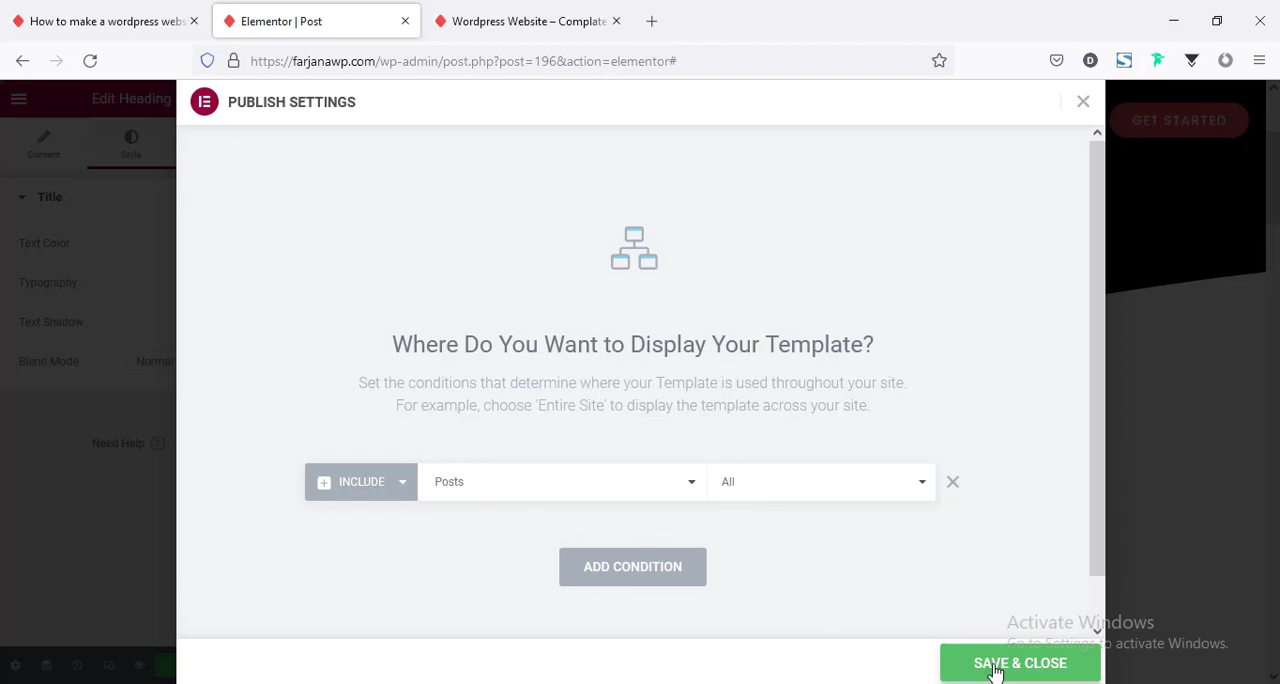 How to make a wordpress webs
Elementor | Post
Wordpress Website – Complate
https://farjanawp.com/wp-admin/post.php?post=196&action=elementor#
Edit Heading
PUBLISH SETTINGS
GET STARTED
Content
Style
Title
Text Color
Typography
Text Shadow
Blend Mode
Normal
Need Help
Where Do You Want to Display Your Template?
Set the conditions that determine where your Template is used throughout your site.
For example, choose 'Entire Site' to display the template across your site.
INCLUDE
Posts
All
ADD CONDITION
Activate Windows
Go to Settings to activate Windows.
SAVE & CLOSE